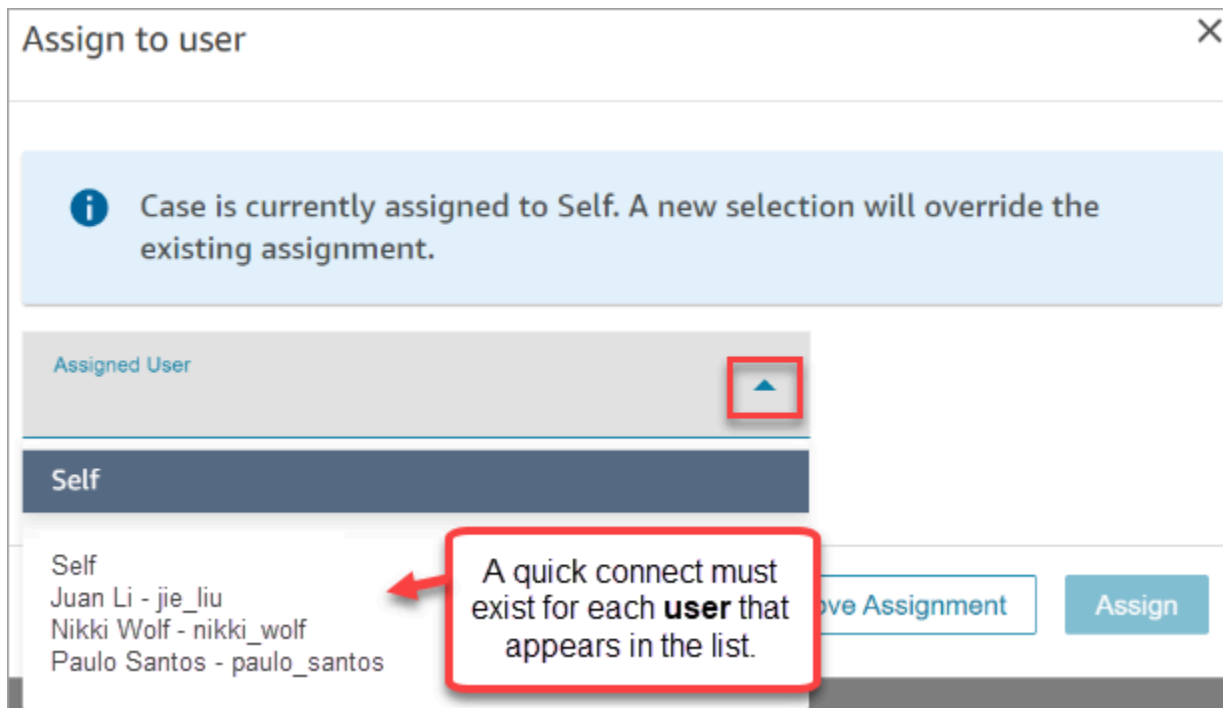 Assign to user
Case is currently assigned to Self. A new selection will override the
existing assignment.
Assigned User
Self
Self
Juan Li - jie_liu
Nikki Wolf - nikki_wolf
Paulo Santos - paulo_santos
A quick connect must
exist for each user that
appears in the list.
Assignment
Assign